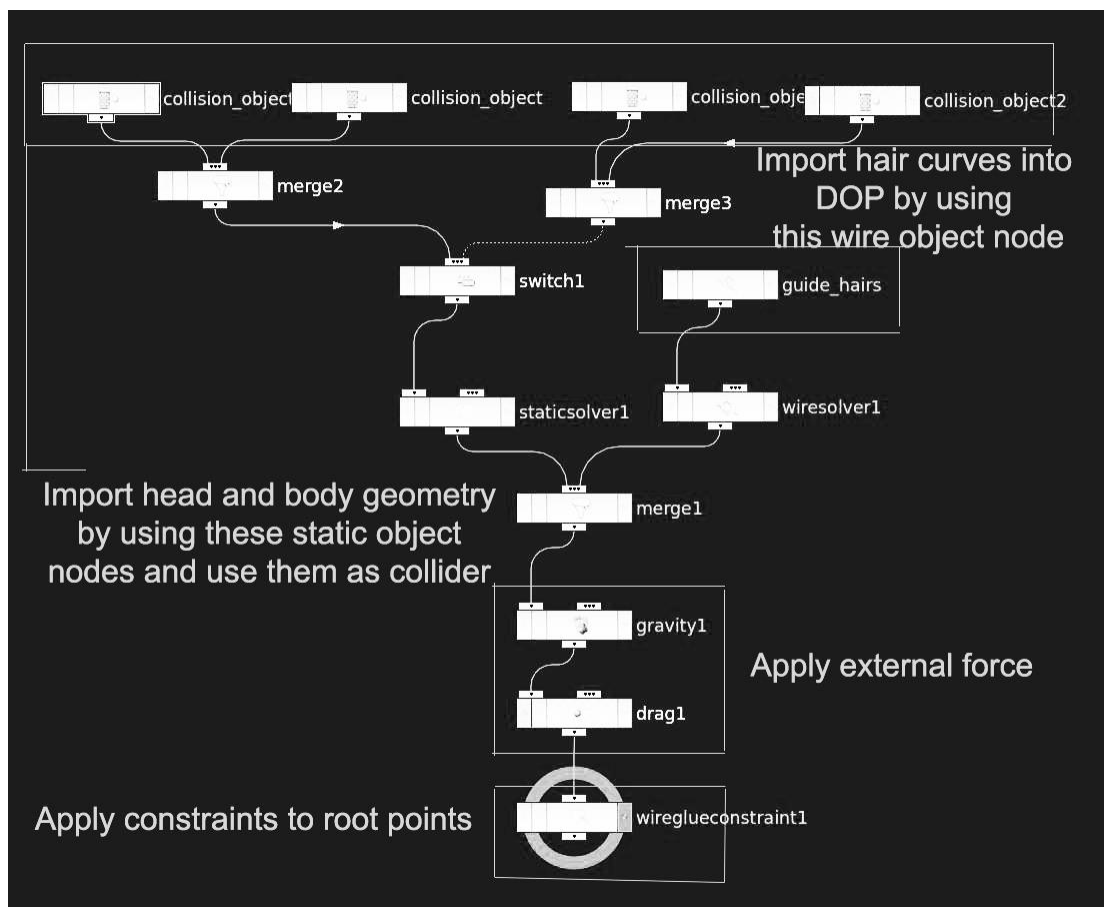 collision_object
collision_object
collision_obje
collision_object2
Import hair curves into
DOP by using
this wire object node
merge2
merge3
switch1
guide_hairs
staticsolver1
wiresolver1
Import head and body geometry
by using these static object
nodes and use them as collider
merge1
gravity1
Apply external force
drag1
Apply constraints to root points
wireglueconstraint1